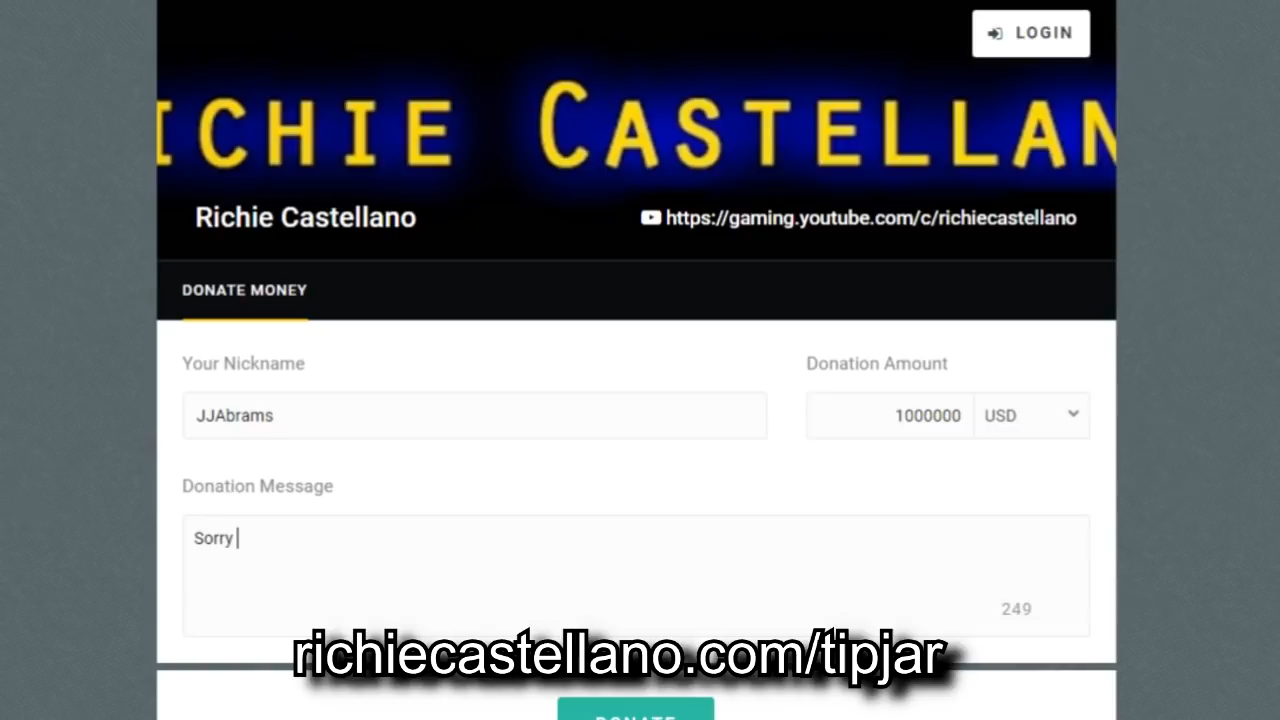 LOGIN
ICHIE CASTELLAN
Richie Castellano
https://gaming.youtube.com/c/richiecastellano
DONATE MONEY
Your Nickname
Donation Amount
JJAbrams
1000000 USD
Donation Message
Sorry
249
richiecastellano.com/tipjar
DONATE